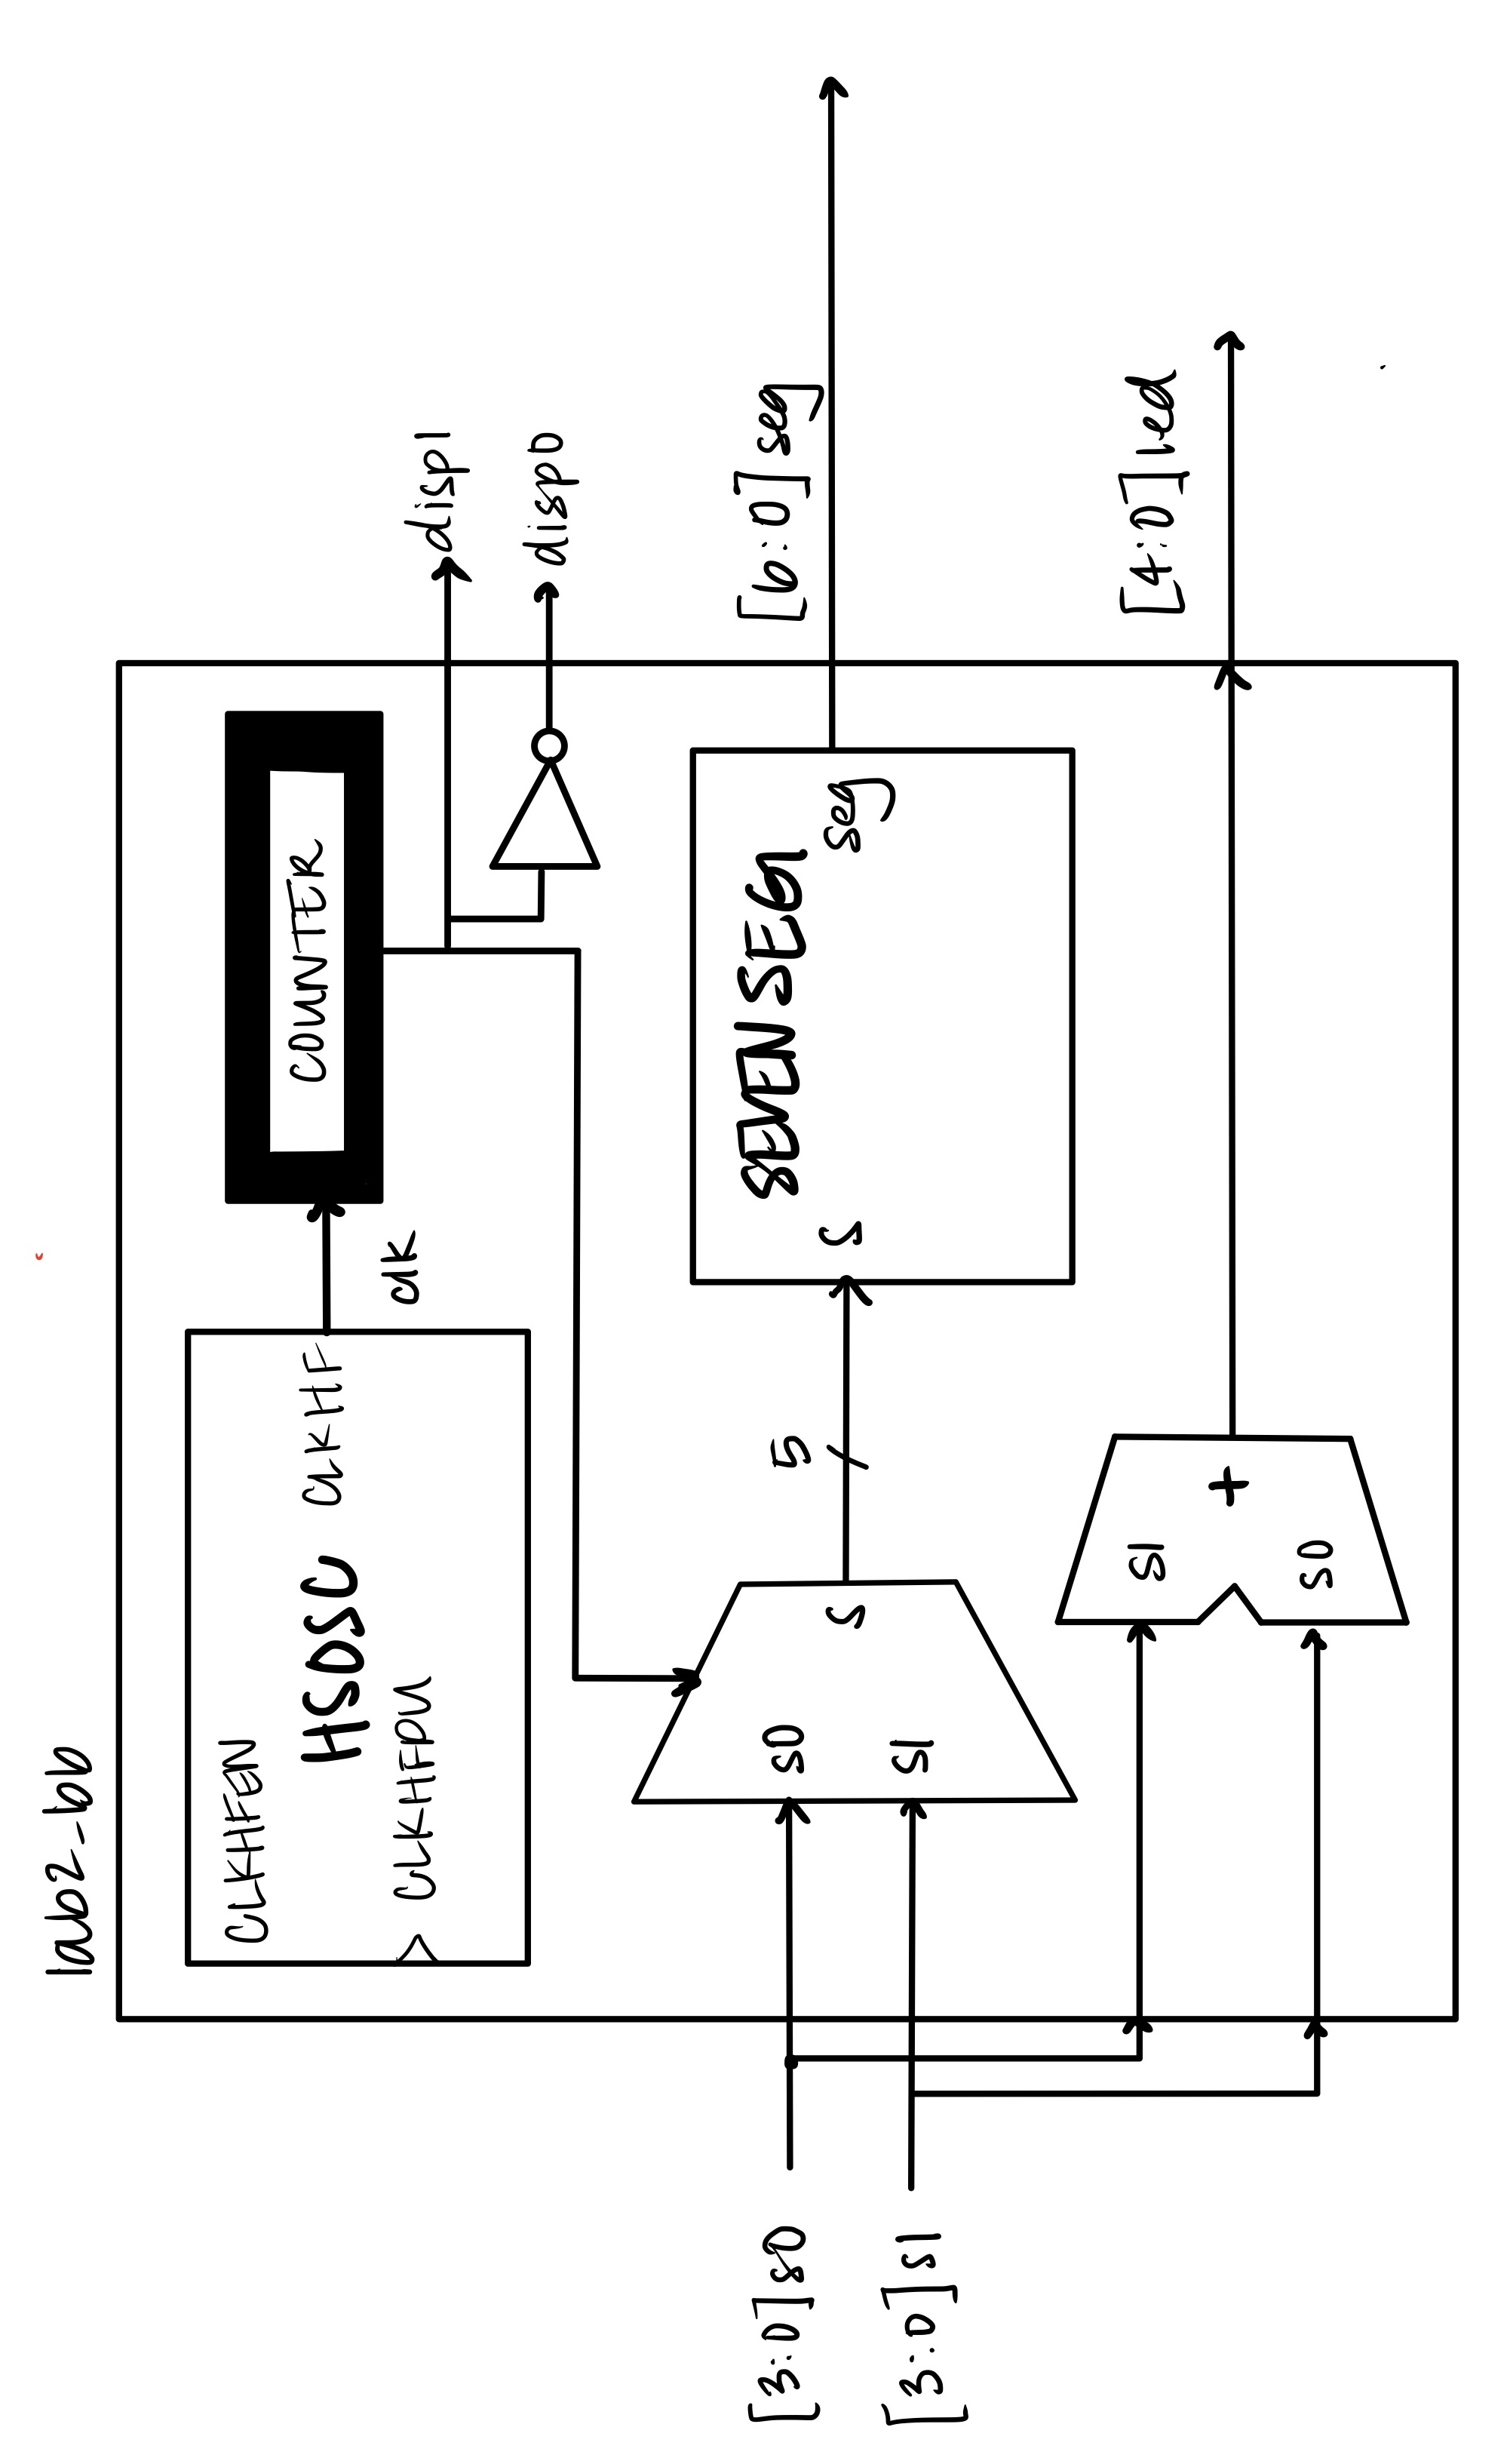 lab2_pb
CLKHFEN
HSOSC
CLKHF
CLKHFPU
clk
COUNTER
disp1
disp0
[3:0] s0
[3:0] s1
s0
s1
s
5
s
SEVENSEG
seg
[6:0] seg
s1
s0
+
[4:0] led